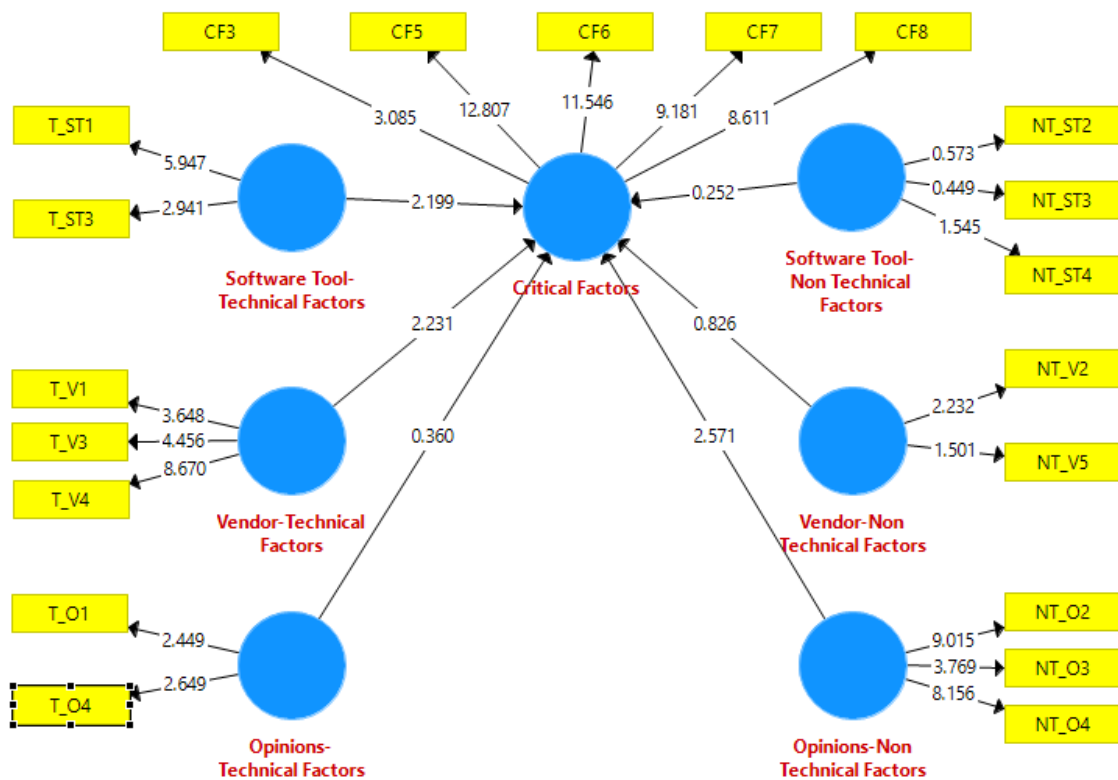 CF3
CF5
CF6
CF7
CF8
3.085
12.807
11.546
9.181
8.611
T_ST1
T_ST3
5.947
2.941
2.199
Software Tool-
Technical Factors
Critical Factors
0.252
0.573
0.449
1.545
NT_ST2
NT_ST3
NT_ST4
Software Tool-
Non Technical
Factors
2.231
0.826
T_V1
T_V3
T_V4
3.648
4.456
8.670
Vendor-Technical
Factors
0.360
2.571
2.232
1.501
NT_V2
NT_V5
Vendor-Non
Technical Factors
T_O1
T_O4
2.449
2.649
Opinions-
Technical Factors
9.015
3.769
8.156
NT_O2
NT_O3
NT_O4
Opinions-Non
Technical Factors